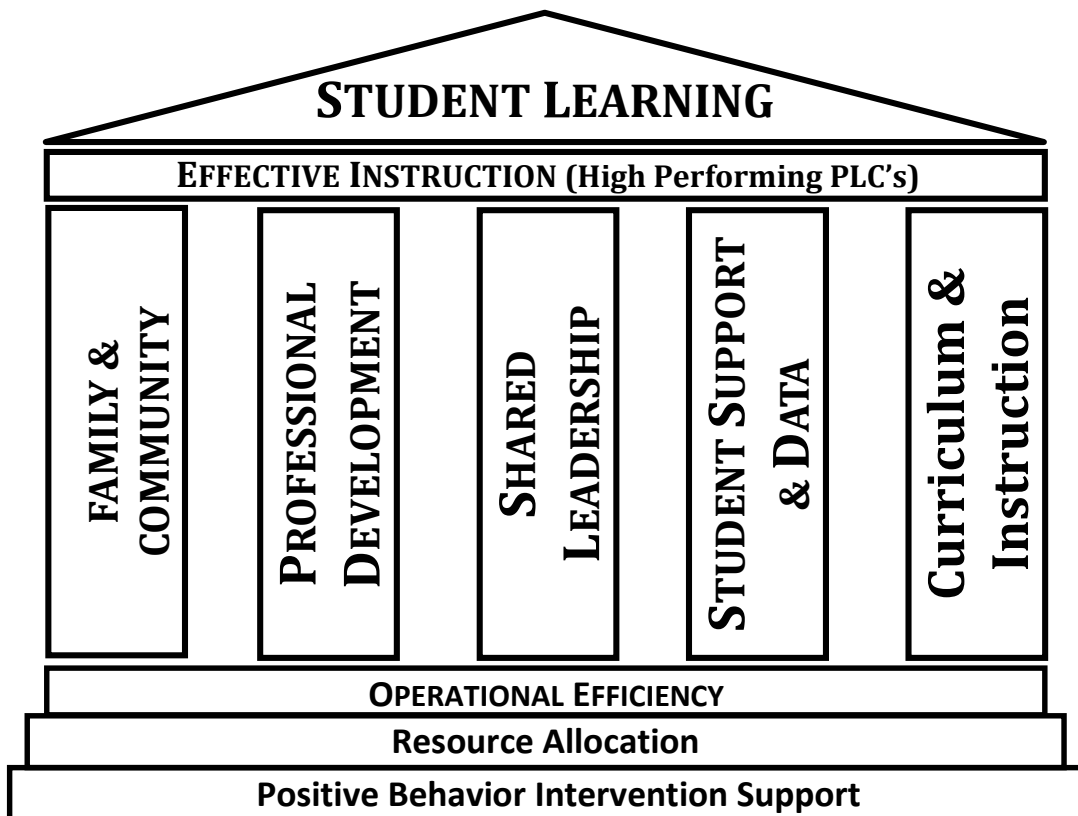 STUDENT LEARNING
EFFECTIVE INSTRUCTION (High Performing PLC's)
FAMILY &
COMMUNITY
PROFESSIONAL
DEVELOPMENT
SHARED
LEADERSHIP
STUDENT SUPPORT
& DATA
Curriculum &
Instruction
OPERATIONAL EFFICIENCY
Resource Allocation
Positive Behavior Intervention Support